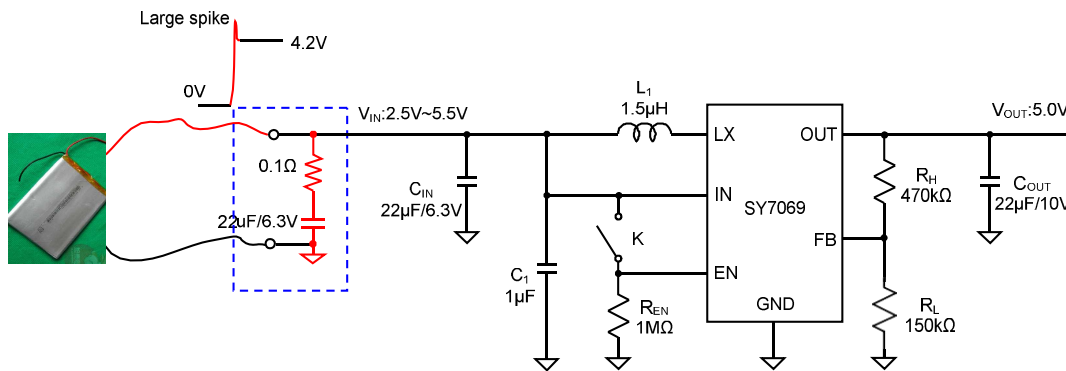 Large spike
4.2V
0V
VIN:2.5V~5.5V
0.1Ω
22uF/6.3V
CIN
22µF/6.3V
C1
1µF
L1
1.5µH
K
REN
1MΩ
LX
OUT
IN
SY7069
FB
EN
GND
VOUT:5.0V
RH
470kΩ
COUT
22µF/10V
RL
150kΩ